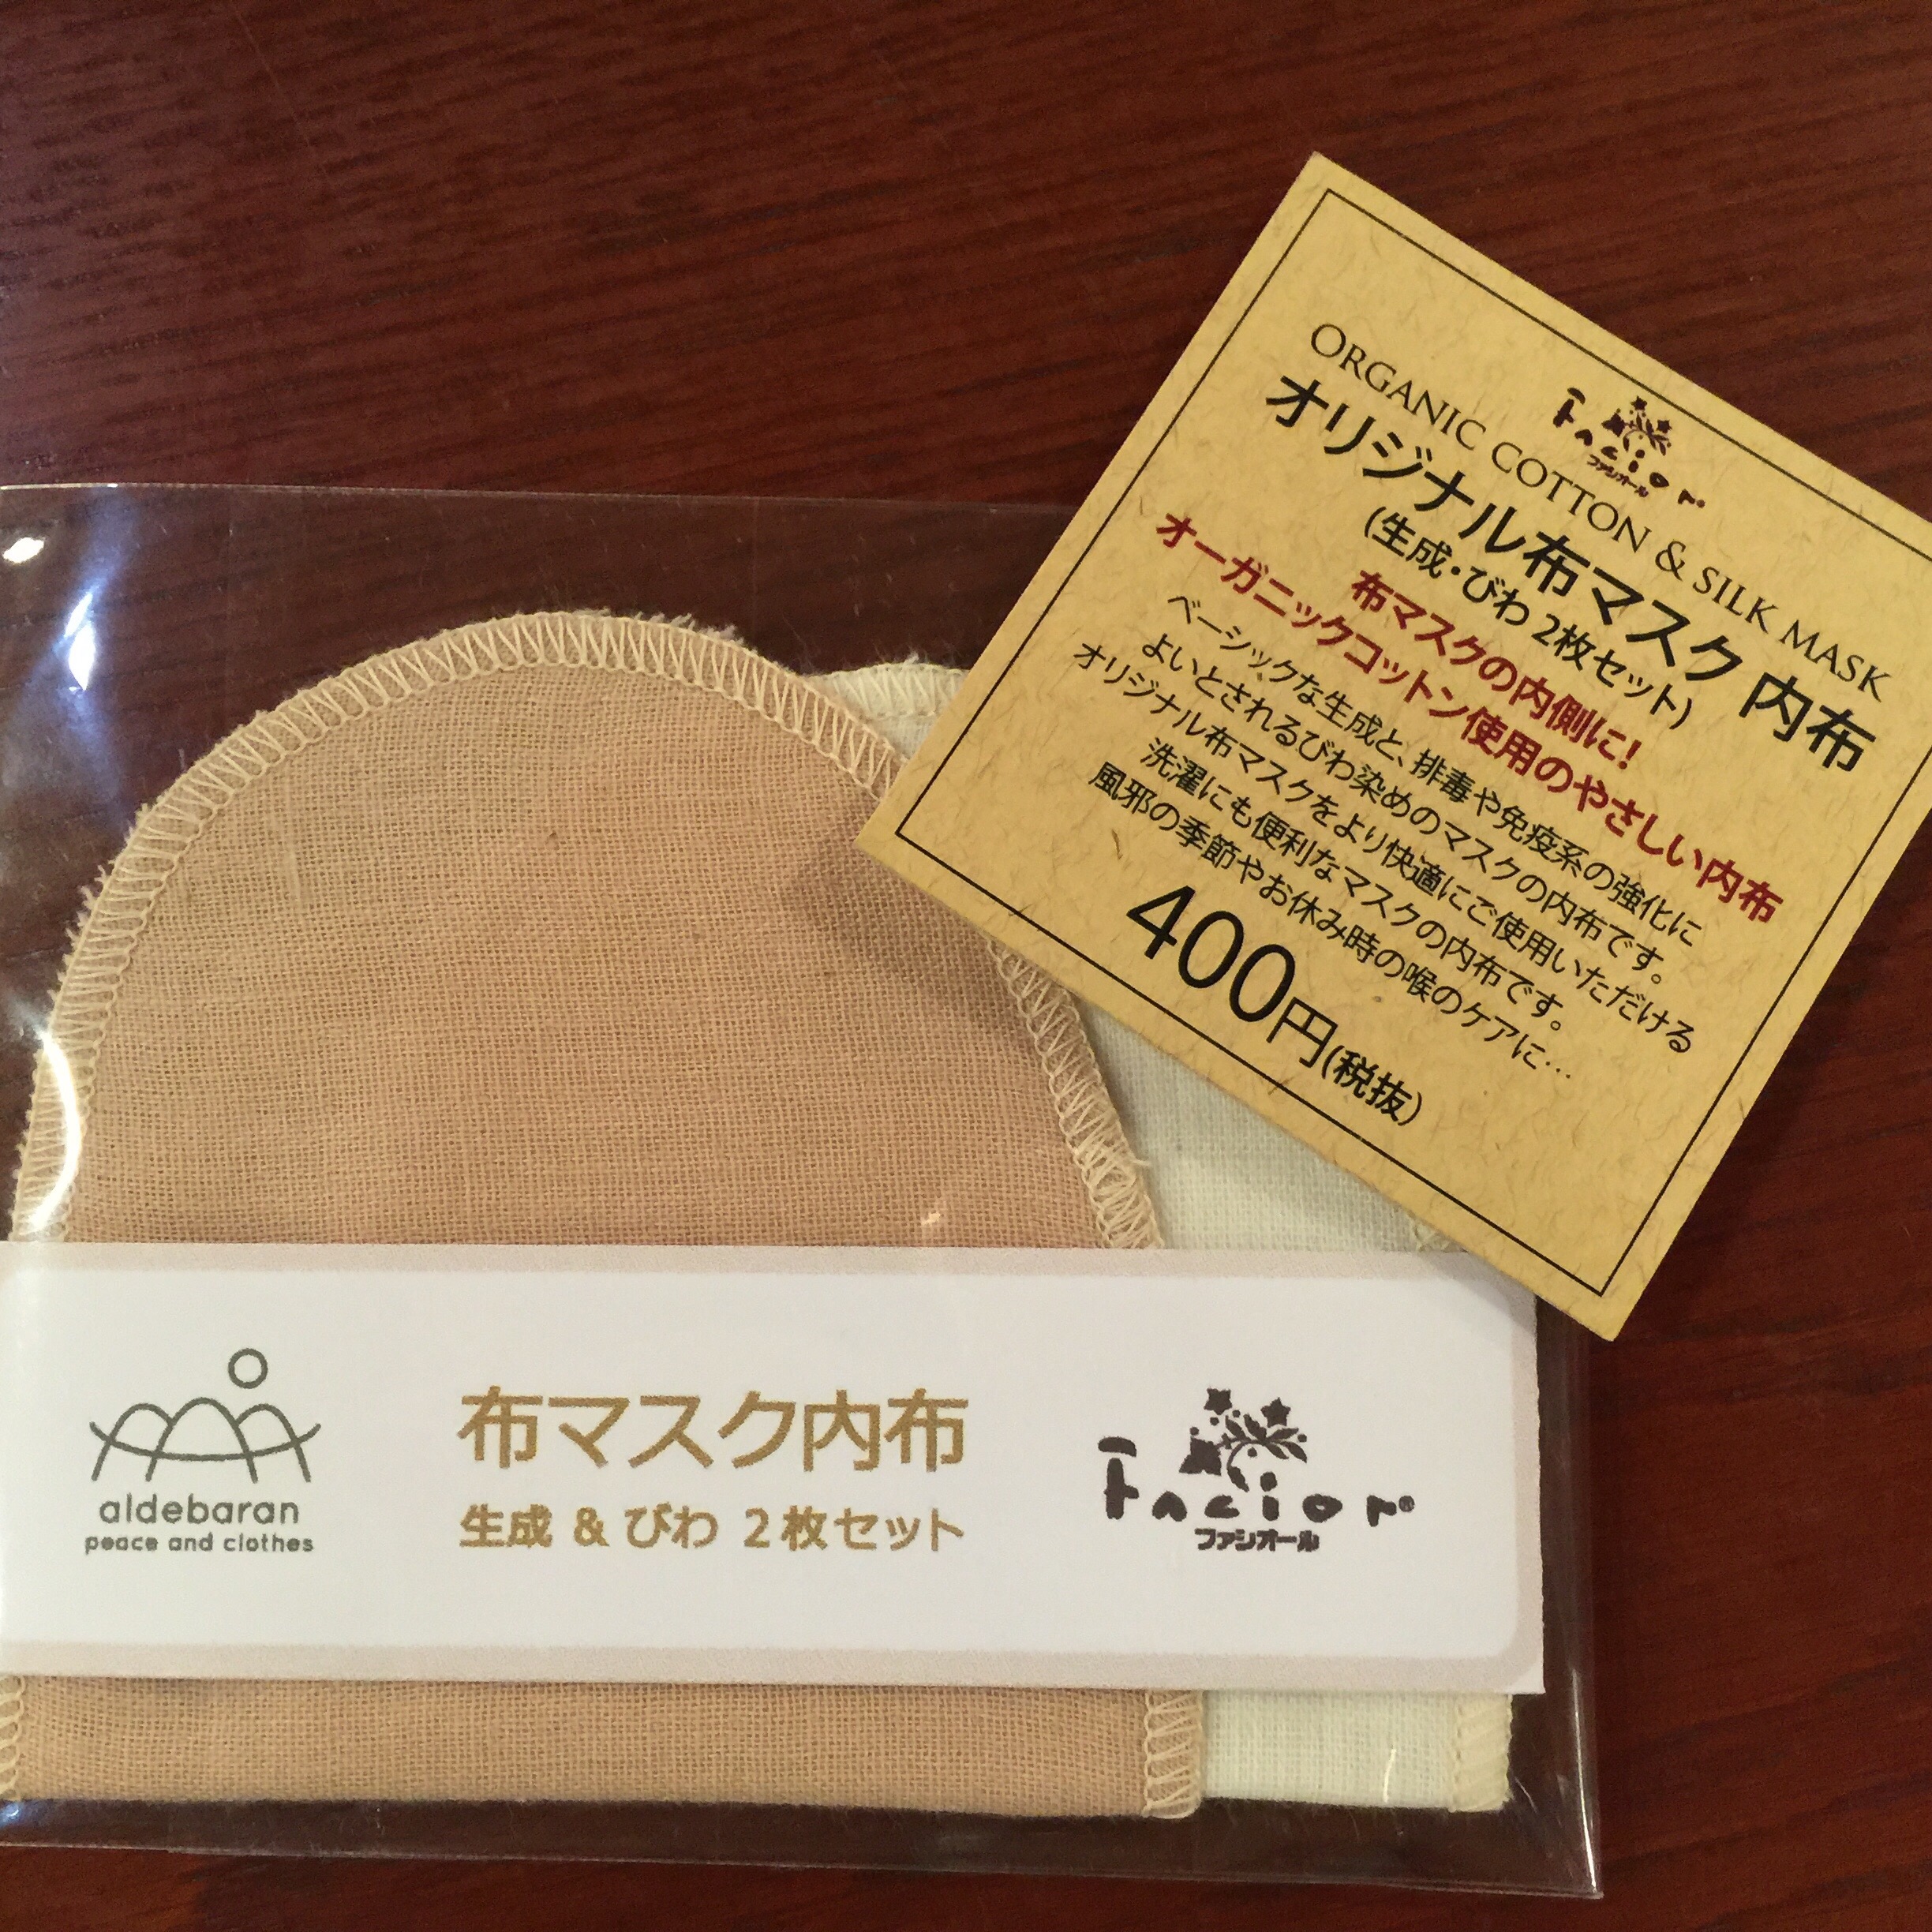 Facior
ファシオール
ORGANIC COTTON & SILK MASK
オリジナル布マスク 内布
(生成・びわ 2枚セット)
布マスクの内側に!
オーガニックコットン使用のやさしい内布
ベーシックな生成と、排毒や免疫系の強化に
よいとされるびわ染めのマスクの内布です。
オリジナル布マスクをより快適にご使用いただける
洗濯にも便利なマスクの内布です。
風邪の季節やお休み時の喉のケアに…
400円(税抜)
aldebaran
peace and clothes
布マスク内布
生成 & びわ 2枚セット
Facior®
ファシオール